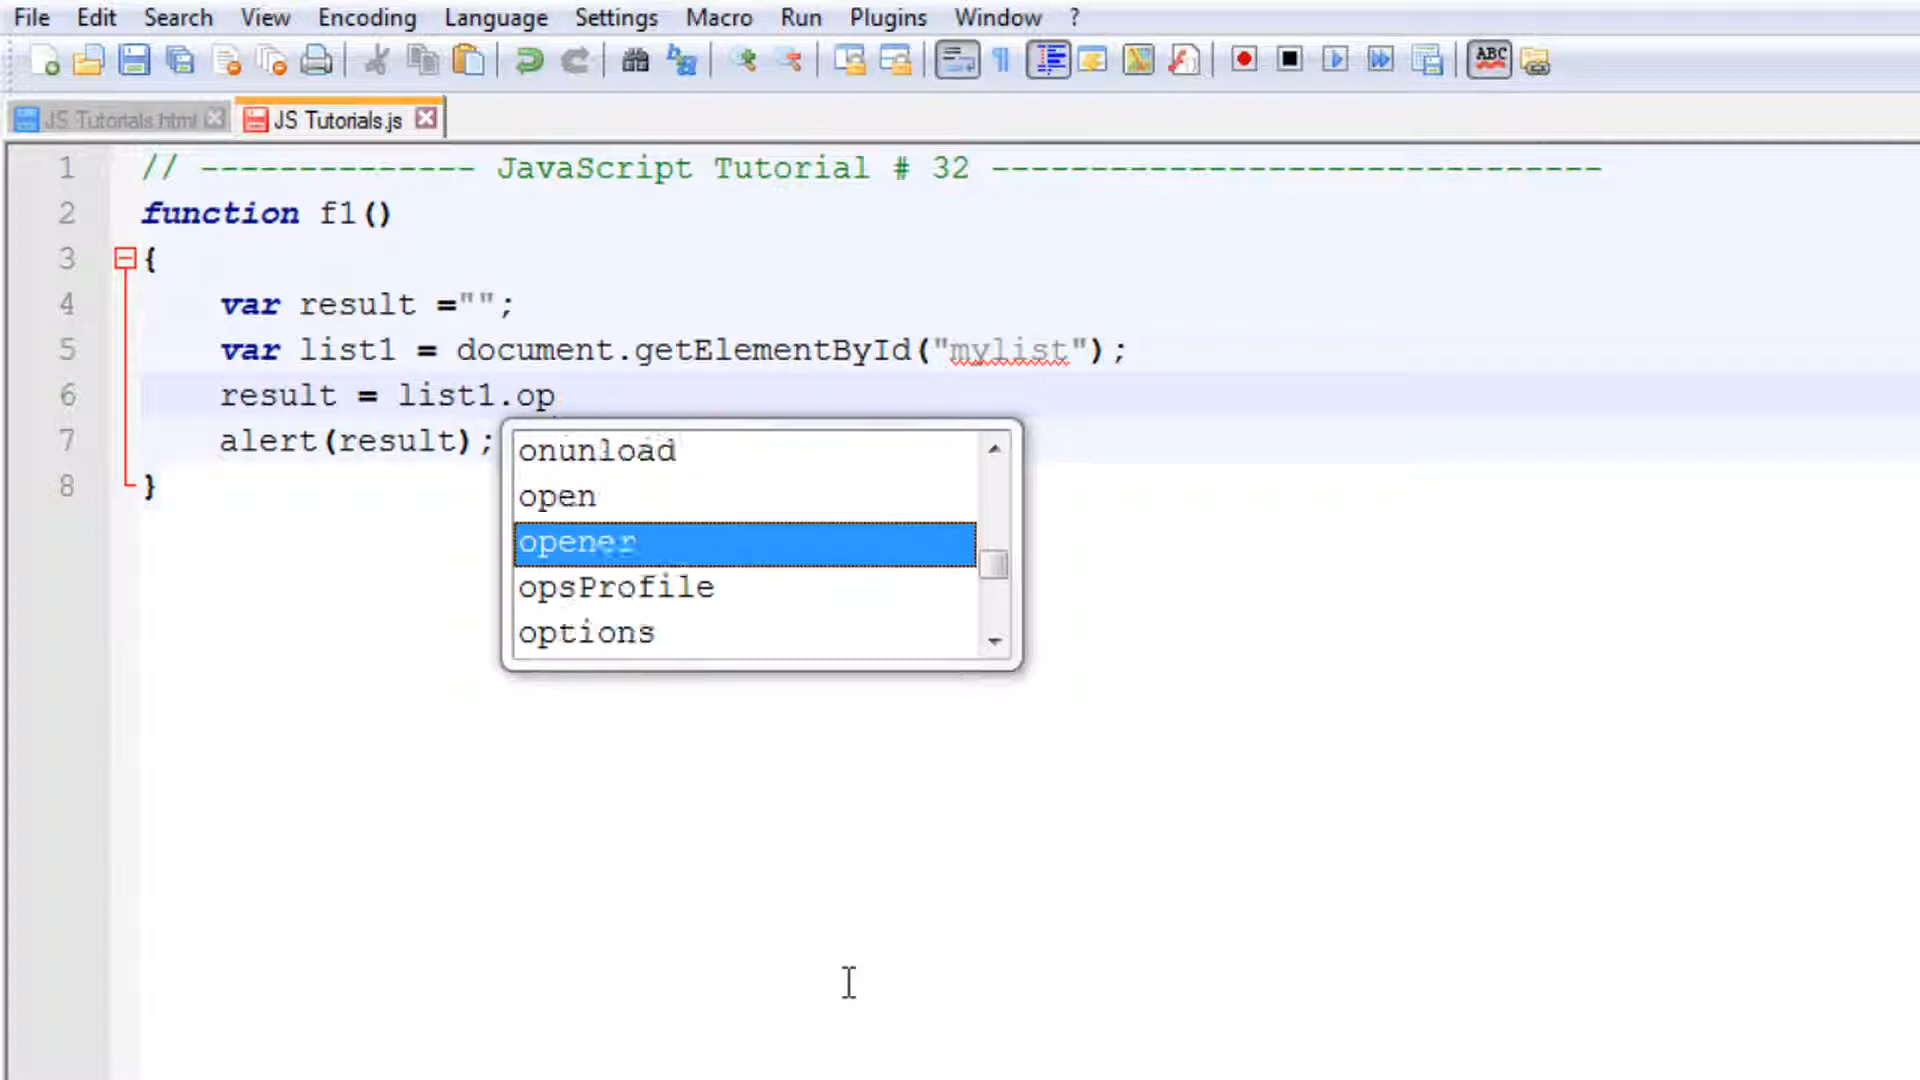 File Edit Search View Encoding Language Settings Macro Run Plugins Window ?
ABC
JS Tutorials.html JS Tutorials.js
1 // -------------- JavaScript Tutorial # 32 -------------------------------
2 function f1()
3 {
4 var result ="";
5 var list1 = document.getElementById("mylist");
6 result = list1.op
7 alert(result);
8 }
onunload
open
opener
opsProfile
options